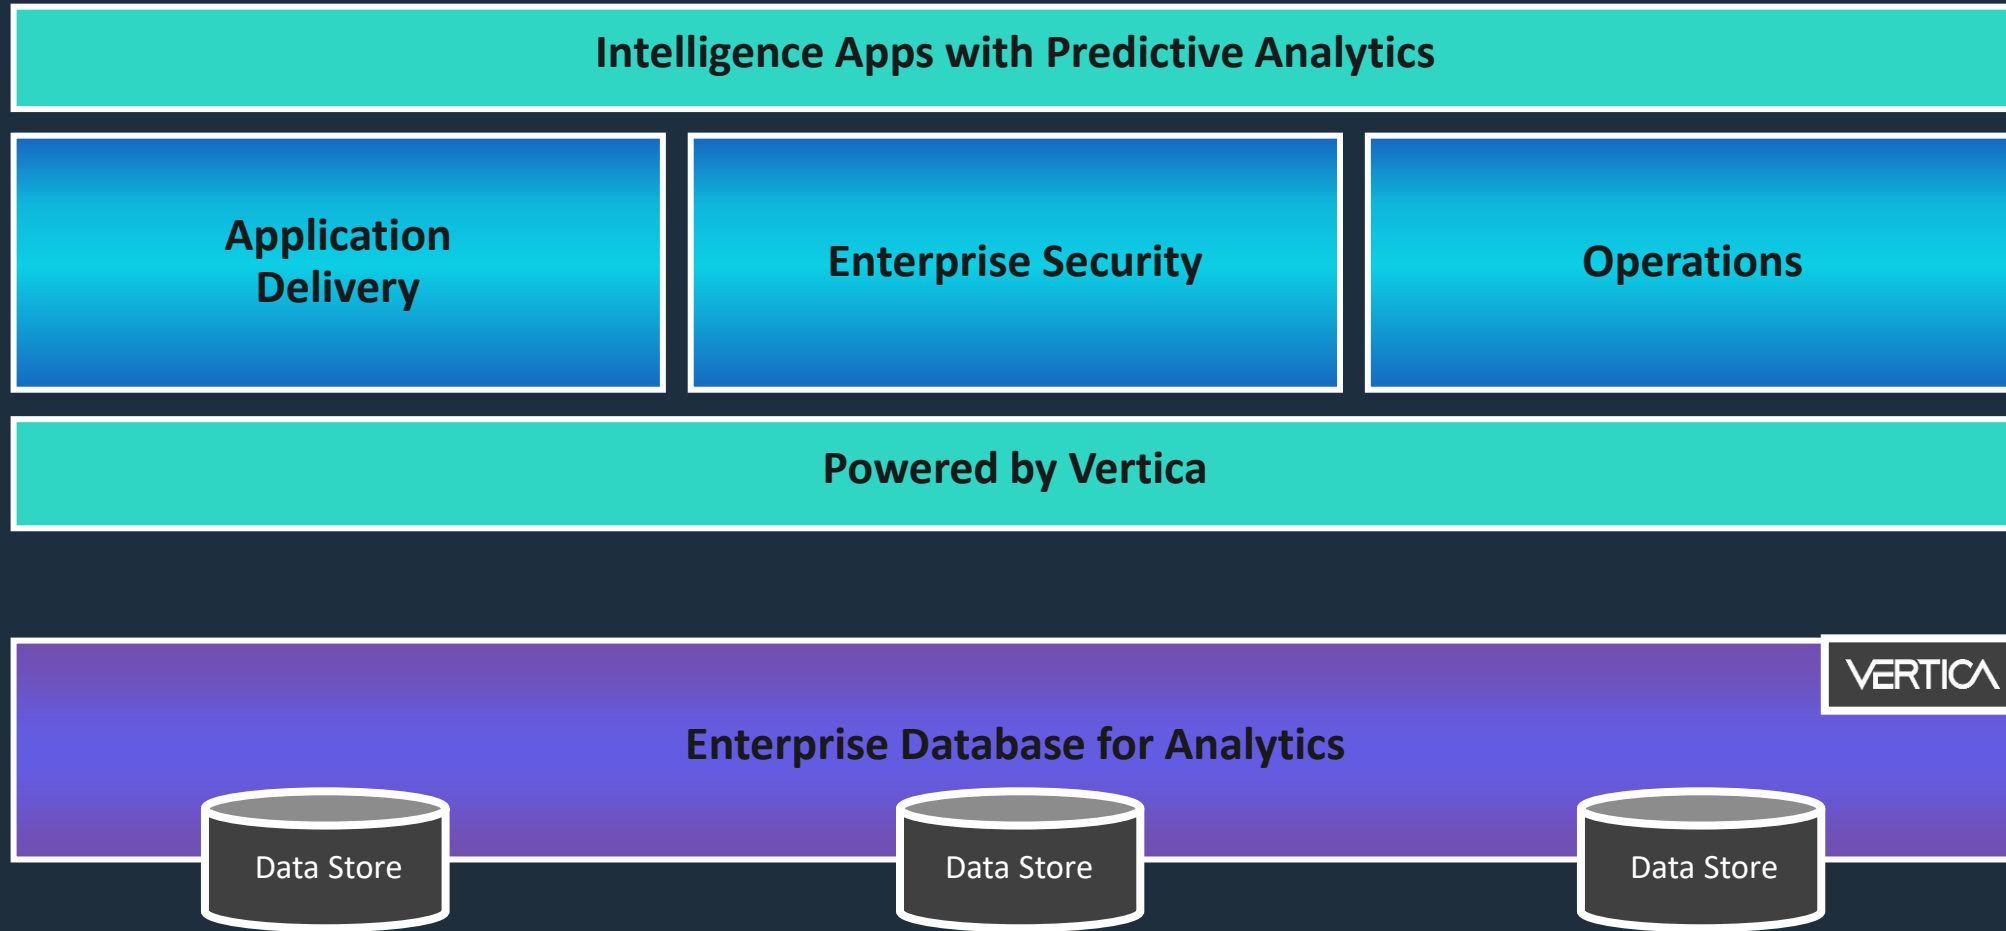 Intelligence Apps with Predictive Analytics
Application
Delivery
Enterprise Security
Operations
Powered by Vertica
VERTICA
Enterprise Database for Analytics
Data Store
Data Store
Data Store